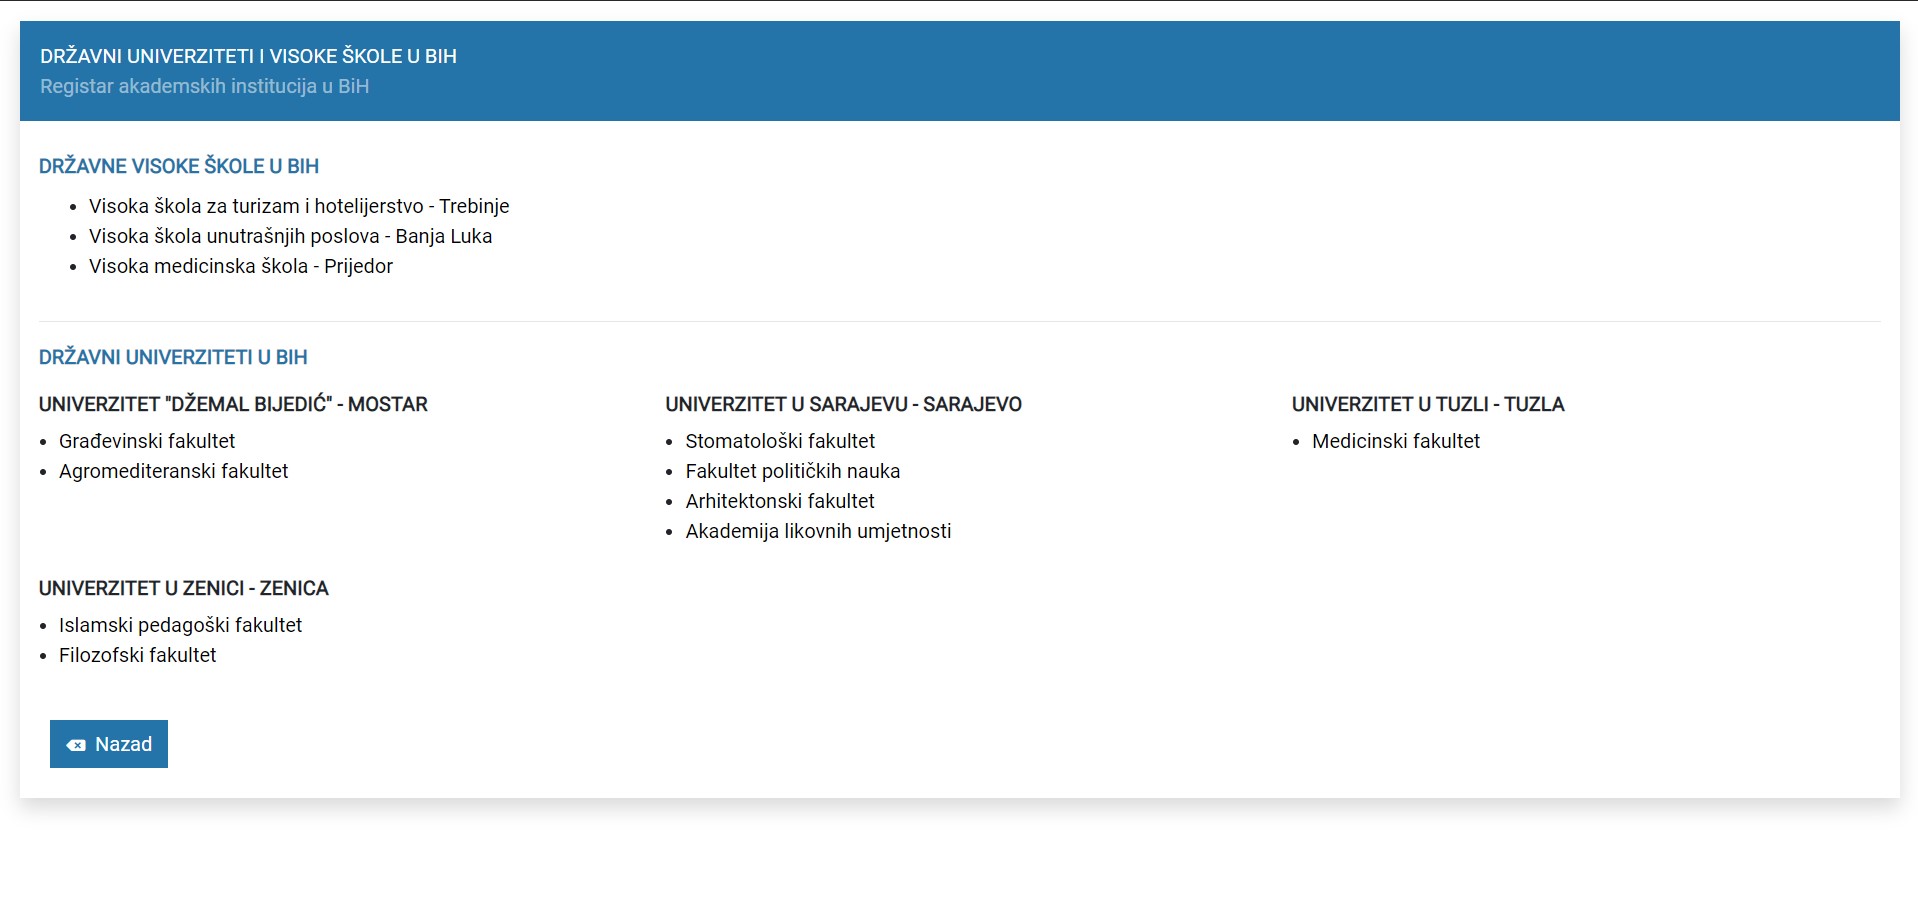 DRŽAVNI UNIVERZITETI I VISOKE ŠKOLE U BIH
Registar akademskih institucija u BiH
DRŽAVNE VISOKE ŠKOLE U BIH
Visoka škola za turizam i hotelijerstvo - Trebinje
Visoka škola unutrašnjih poslova - Banja Luka
Visoka medicinska škola - Prijedor
DRŽAVNI UNIVERZITETI U BIH
UNIVERZITET "DŽEMAL BIJEDIĆ" - MOSTAR
Građevinski fakultet
Agromediteranski fakultet
UNIVERZITET U SARAJEVU - SARAJEVO
Stomatološki fakultet
Fakultet političkih nauka
Arhitektonski fakultet
Akademija likovnih umjetnosti
UNIVERZITET U TUZLI - TUZLA
Medicinski fakultet
UNIVERZITET U ZENICI - ZENICA
Islamski pedagoški fakultet
Filozofski fakultet
Nazad